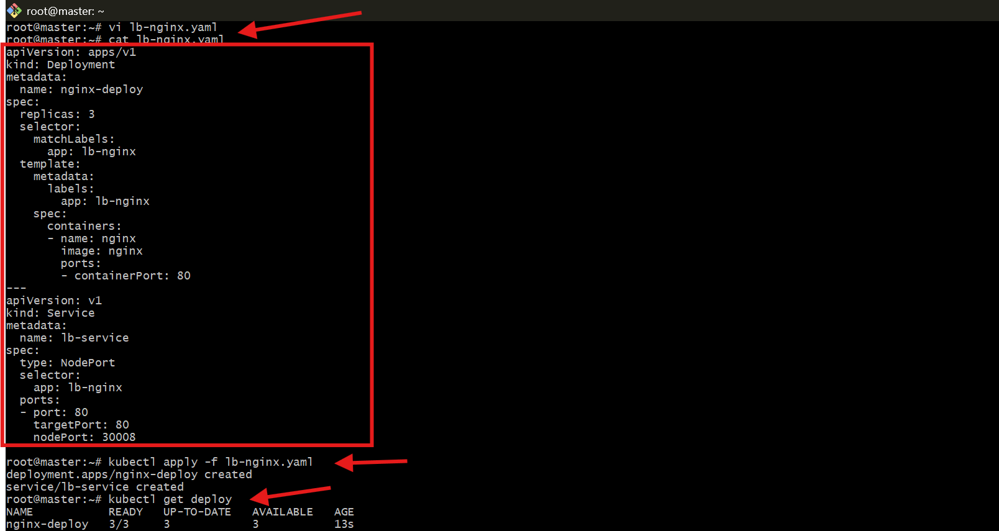 root@master: ~
root@master:~# vi lb-nginx.yaml
root@master:~# cat lb-nginx.yaml
apiVersion: apps/v1
kind: Deployment
metadata:
  name: nginx-deploy
spec:
  replicas: 3
  selector:
    matchLabels:
      app: lb-nginx
  template:
    metadata:
      labels:
        app: lb-nginx
    spec:
      containers:
      - name: nginx
        image: nginx
        ports:
        - containerPort: 80
---
apiVersion: v1
kind: Service
metadata:
  name: lb-service
spec:
  type: NodePort
  selector:
    app: lb-nginx
  ports:
  - port: 80
    targetPort: 80
    nodePort: 30008
root@master:~# kubectl apply -f lb-nginx.yaml
deployment.apps/nginx-deploy created
service/lb-service created
root@master:~# kubectl get deploy
NAME           READY   UP-TO-DATE   AVAILABLE   AGE
nginx-deploy   3/3     3            3           13s